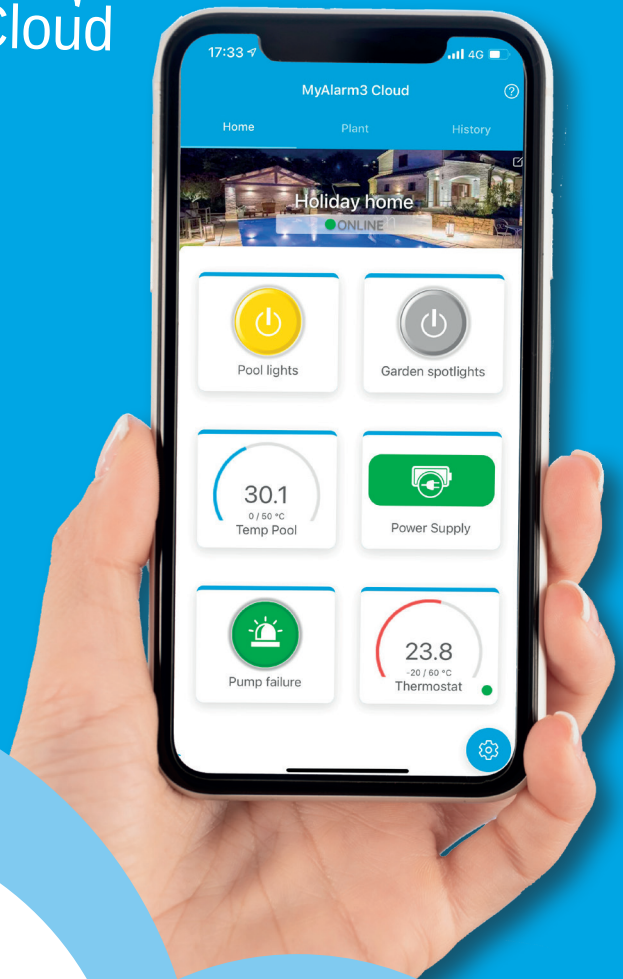 Cloud
17:33
4G
MyAlarm3 Cloud
?
Home
Plant
History
Holiday home
ONLINE
Pool lights
Garden spotlights
30.1
0 / 50 °C
Temp Pool
Power Supply
Pump failure
23.8
-20 / 60 °C
Thermostat